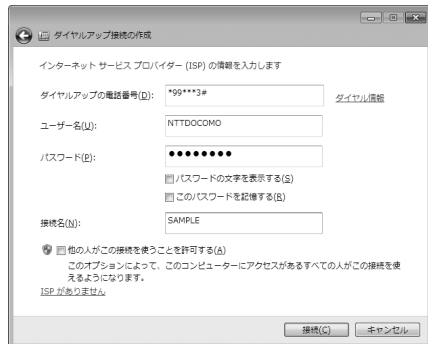 ダイヤルアップ接続の作成
インターネット サービス プロバイダー (ISP) の情報を入力します
ダイヤルアップの電話番号(D): *99***3# ダイヤル情報
ユーザー名(U): NTTDOCOMO
パスワード(P): ●●●●●●●●
パスワードの文字を表示する(S)
このパスワードを記憶する(R)
接続名(N): SAMPLE
他の人がこの接続を使うことを許可する(A)
このオプションによって、このコンピューターにアクセスがあるすべての人がこの接続を使
えるようになります。
ISP がありません
接続(C) キャンセル